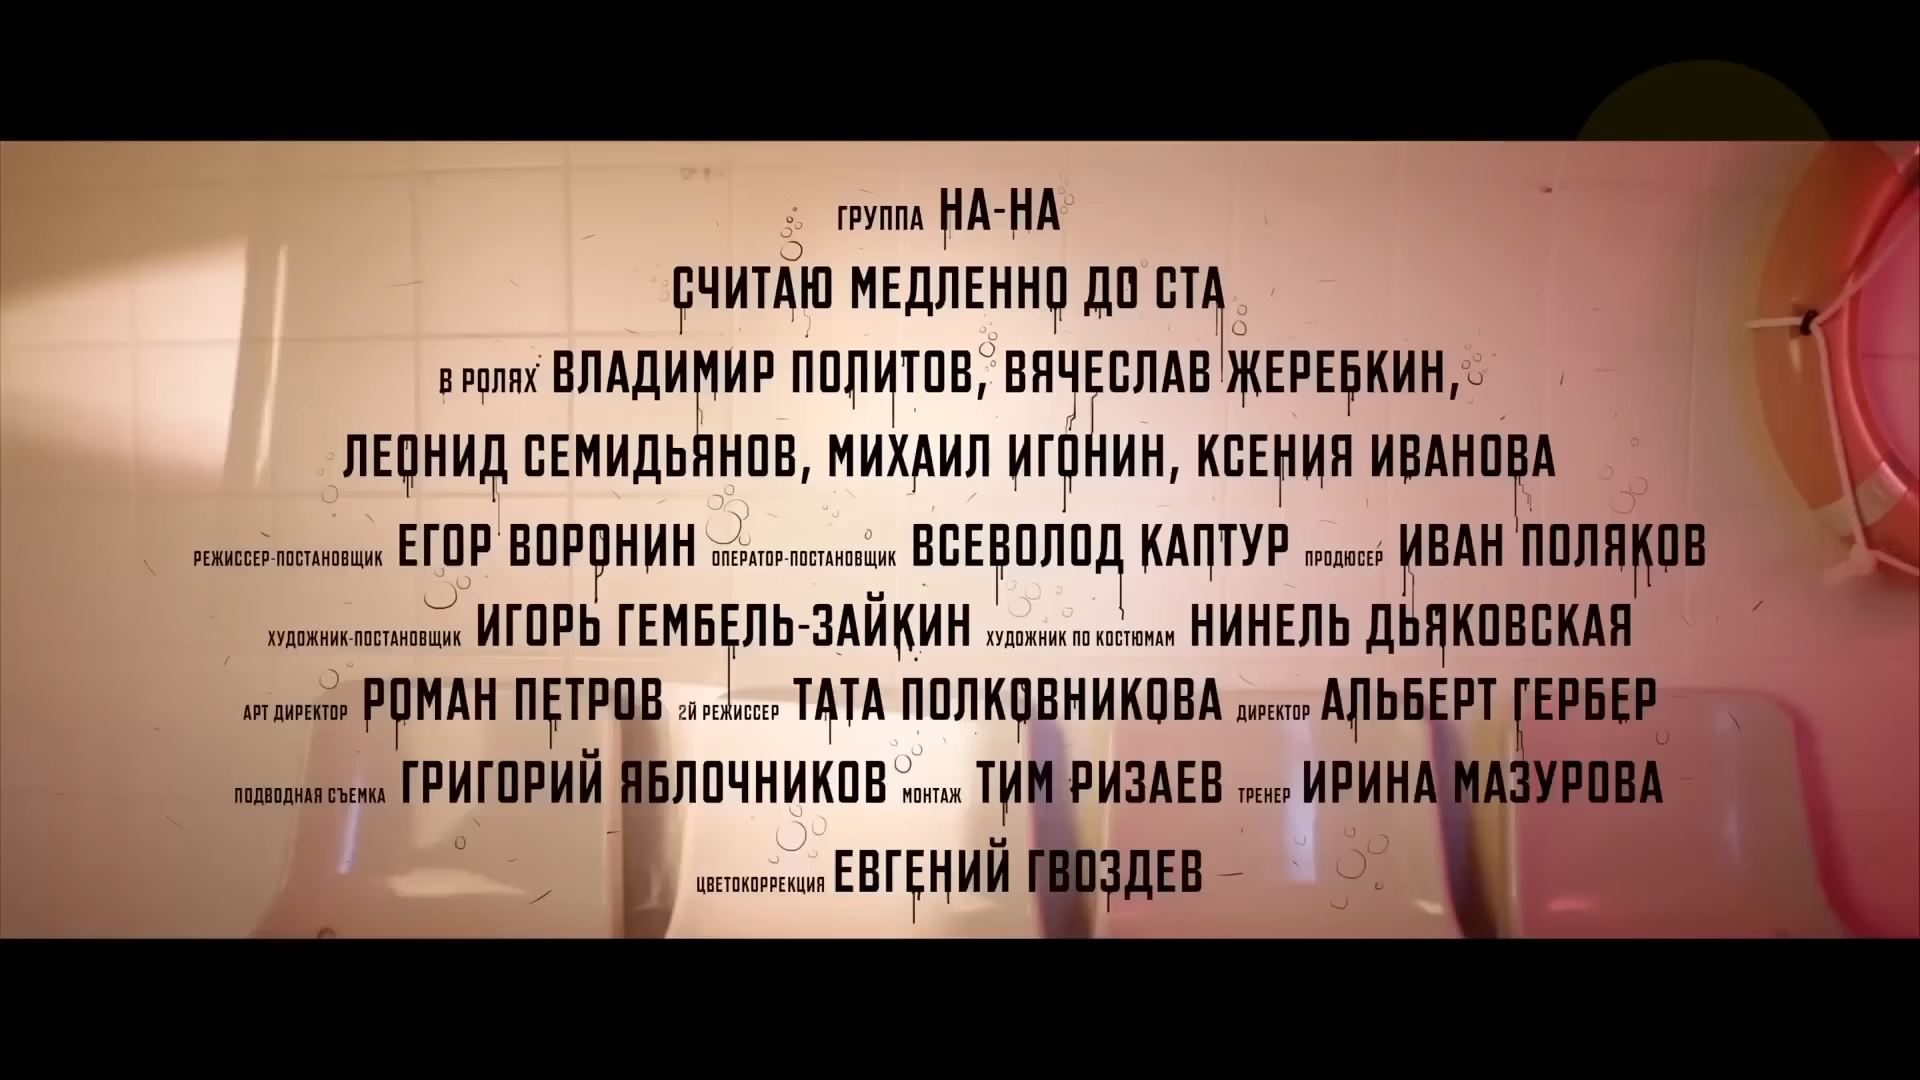 ГРУППА НА-НА
СЧИТАЮ МЕДЛЕННО ДО СТА
В РОЛЯХ ВЛАДИМИР ПОЛИТОВ, ВЯЧЕСЛАВ ЖЕРЕБКИН,
ЛЕОНИД СЕМИДЬЯНОВ, МИХАИЛ ИГОНИН, КСЕНИЯ ИВАНОВА
РЕЖИССЕР-ПОСТАНОВЩИК ЕГОР ВОРОНИН ОПЕРАТОР-ПОСТАНОВЩИК ВСЕВОЛОД КАПТУР ПРОДЮСЕР ИВАН ПОЛЯКОВ
ХУДОЖНИК-ПОСТАНОВЩИК ИГОРЬ ГЕМБЕЛЬ-ЗАЙКИН ХУДОЖНИК ПО КОСТЮМАМ НИНЕЛЬ ДЬЯКОВСКАЯ
АРТ ДИРЕКТОР РОМАН ПЕТРОВ 2Й РЕЖИССЕР ТАТА ПОЛКОВНИКОВА ДИРЕКТОР АЛЬБЕРТ ГЕРБЕР
ПОДВОДНАЯ СЪЕМКА ГРИГОРИЙ ЯБЛОЧНИКОВ МОНТАЖ ТИМ РИЗАЕВ ТРЕНЕР ИРИНА МАЗУРОВА
ЦВЕТОКОРРЕКЦИЯ ЕВГЕНИЙ ГВОЗДЕВ